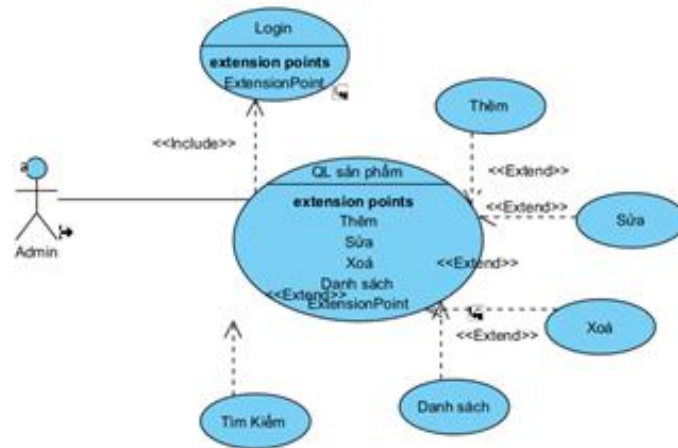 Login
extension points
ExtensionPoint
Thêm
<<Include>>
<<Extend>>
a
QL sản phẩm
extension points
<<Extend>>
Sửa
Thêm
Sửa
Admin
Xoá
<<Extend>>
Danh sách
<<Extend>>
ExtensionPoint
<<Extend>>
Xoá
Tìm Kiếm
Danh sách